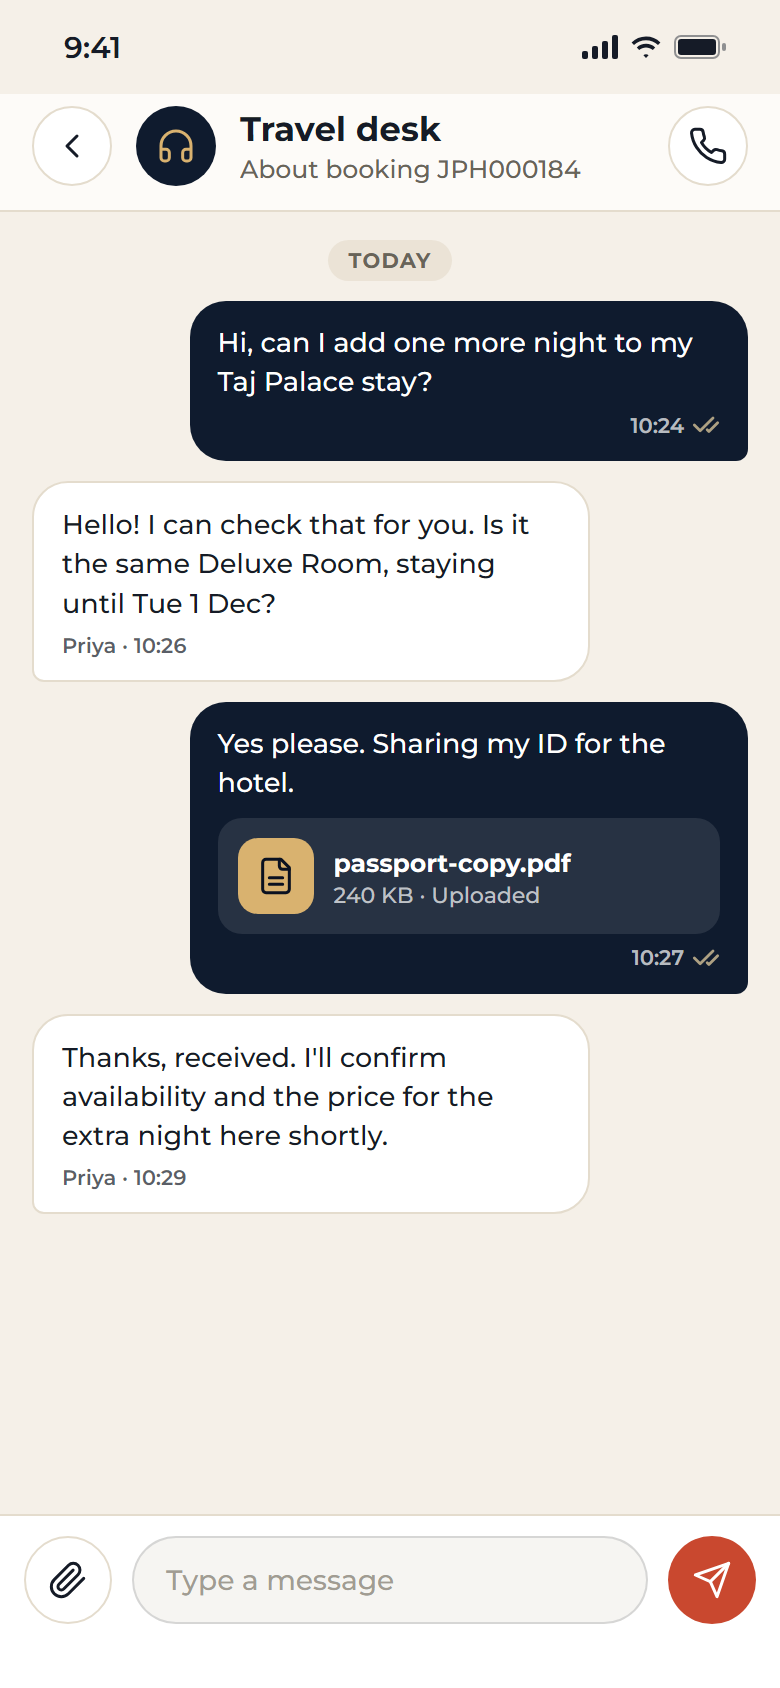 9:41
Travel desk
About booking JPH000184
TODAY
Hi, can I add one more night to my
Taj Palace stay?
10:24
Hello! I can check that for you. Is it
the same Deluxe Room, staying
until Tue 1 Dec?
Priya · 10:26
Yes please. Sharing my ID for the
hotel.
passport-copy.pdf
240 KB · Uploaded
10:27
Thanks, received. I'll confirm
availability and the price for the
extra night here shortly.
Priya · 10:29
Type a message